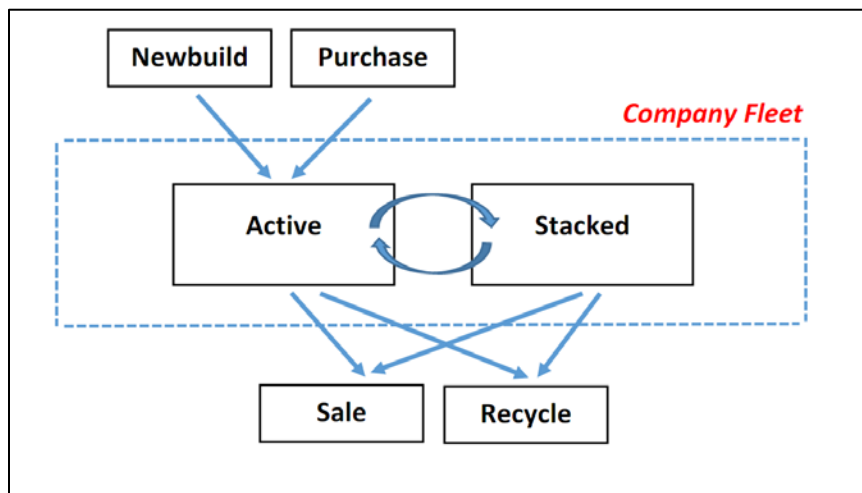 Newbuild
Purchase
Company Fleet
Active
Stacked
Sale
Recycle